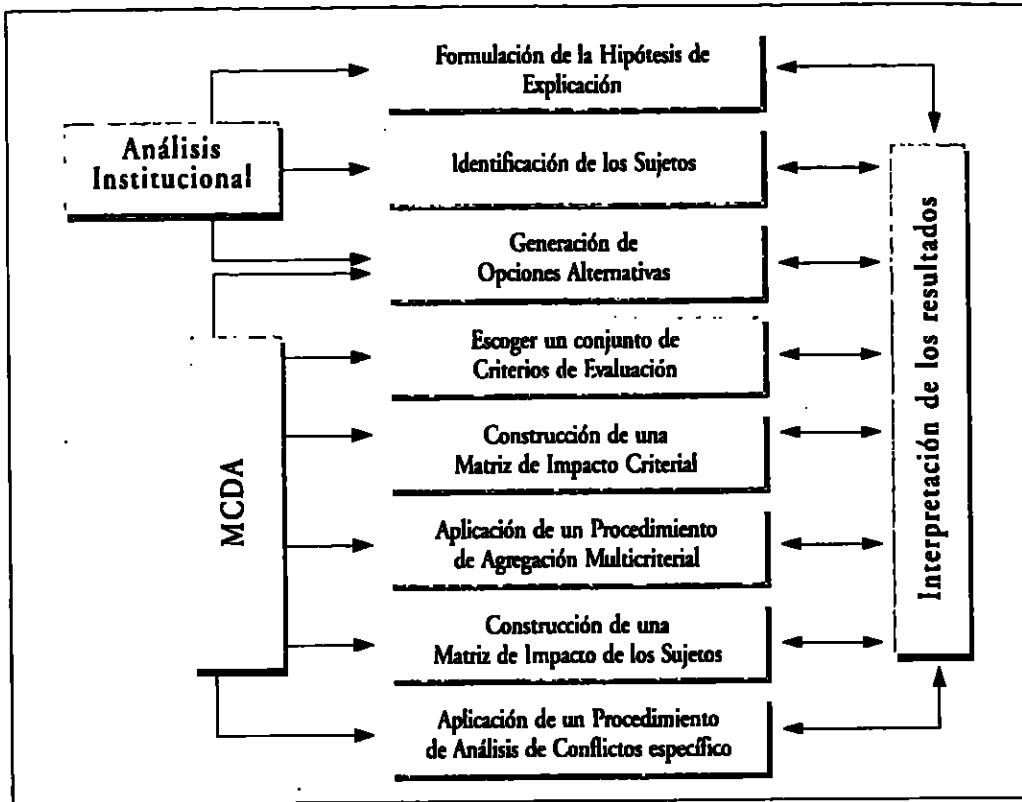 Formulación de la Hipótesis de
Explicación
Análisis
Institucional
Identificación de los Sujetos
Generación de
Opciones Alternativas
Escoger un conjunto de
Criterios de Evaluación
Construcción de una
Matriz de Impacto Criterial
MCDA
Aplicación de un Procedimiento
de Agregación Multicriterial
Construcción de una
Matriz de Impacto de los Sujetos
Aplicación de un Procedimiento
de Análisis de Conflictos específico
Interpretación de los resultados